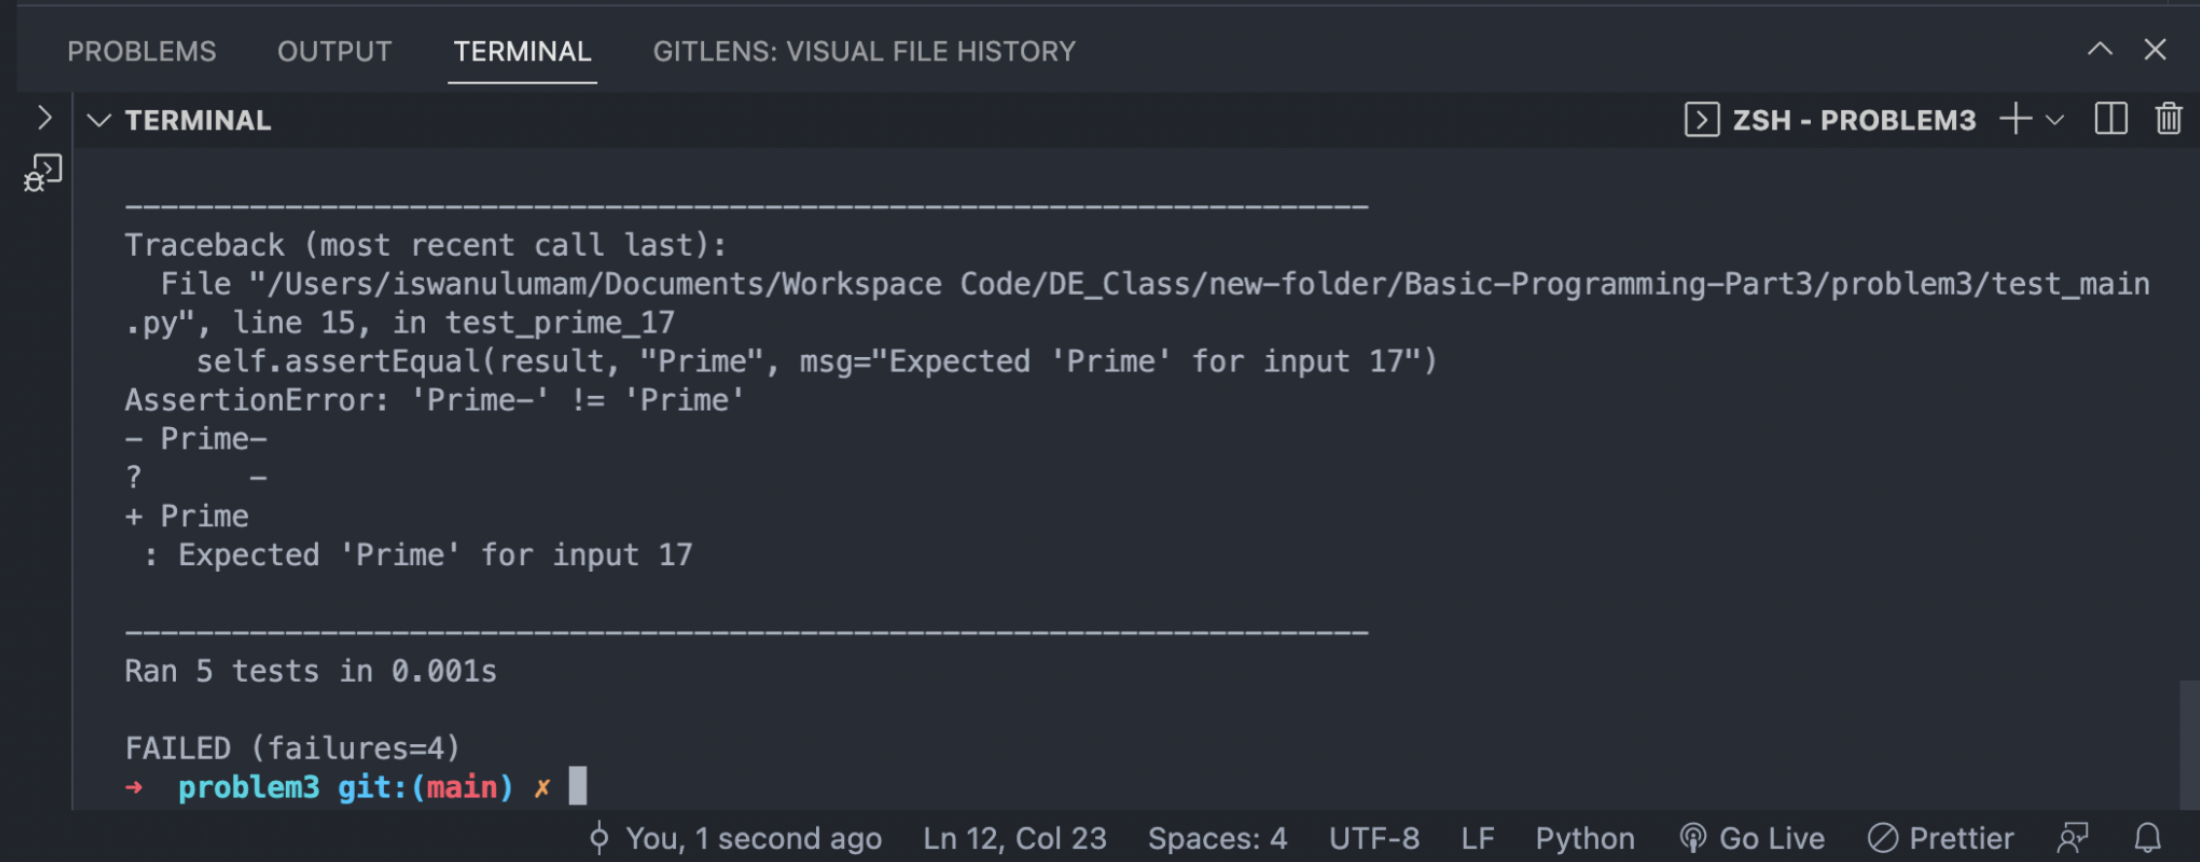 PROBLEMS OUTPUT TERMINAL GITLENS: VISUAL FILE HISTORY
TERMINAL ZSH - PROBLEM3
----------------------------------------------------------------------
Traceback (most recent call last):
  File "/Users/iswanulumam/Documents/Workspace Code/DE_Class/new-folder/Basic-Programming-Part3/problem3/test_main
.py", line 15, in test_prime_17
    self.assertEqual(result, "Prime", msg="Expected 'Prime' for input 17")
AssertionError: 'Prime-' != 'Prime'
- Prime-
?      -
+ Prime
 : Expected 'Prime' for input 17
----------------------------------------------------------------------
Ran 5 tests in 0.001s
FAILED (failures=4)
➜  problem3 git:(main) ✗
You, 1 second ago Ln 12, Col 23 Spaces: 4 UTF-8 LF Python Go Live Prettier